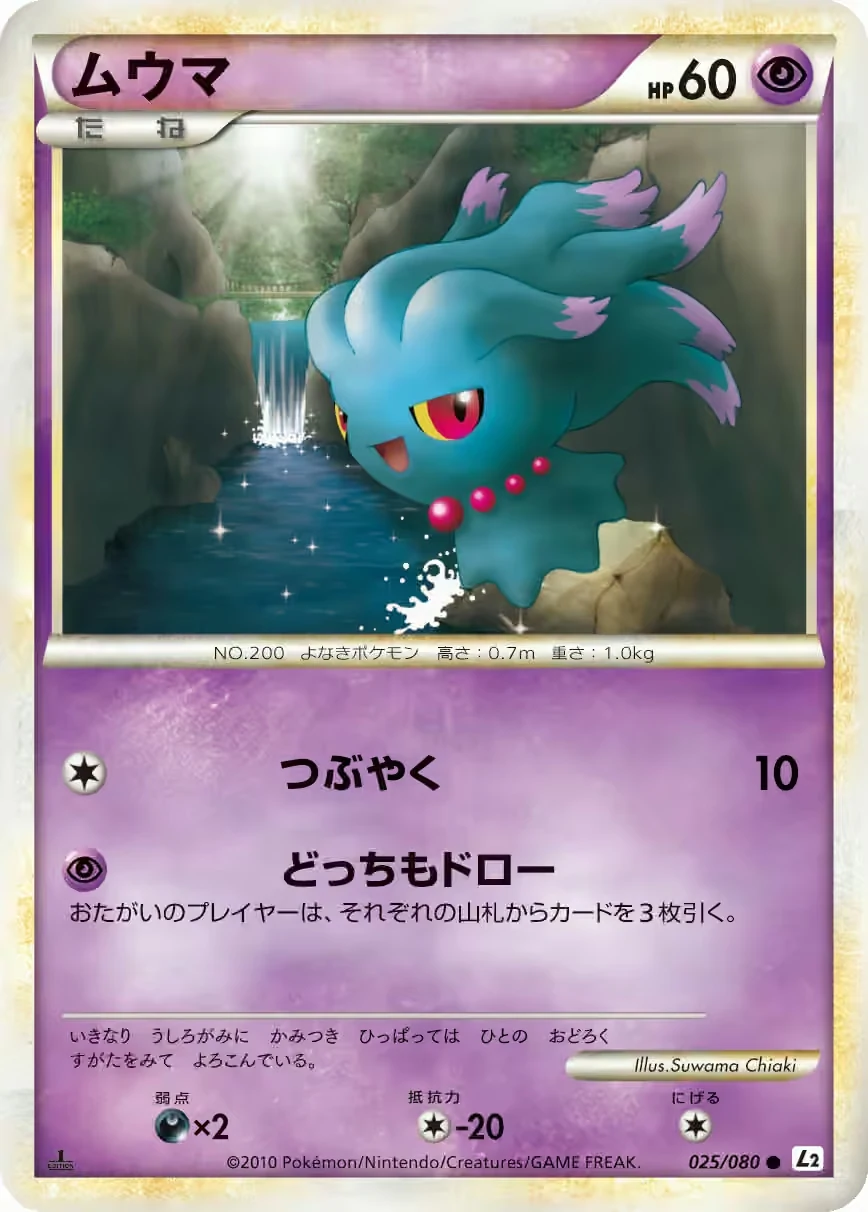 ムウマ
HP60
たね
NO.200 よなきポケモン 高さ：0.7m 重さ：1.0kg
つぶやく 10
どっちもドロー
おたがいのプレイヤーは、それぞれの山札からカードを3枚引く。
いきなり うしろがみに かみつき ひっぱっては ひとの おどろく
すがたをみて よろこんでいる。
Illus.Suwama Chiaki
弱点 抵抗力 にげる
×2 -20
1 EDITION
©2010 Pokémon/Nintendo/Creatures/GAME FREAK. 025/080 ● L2